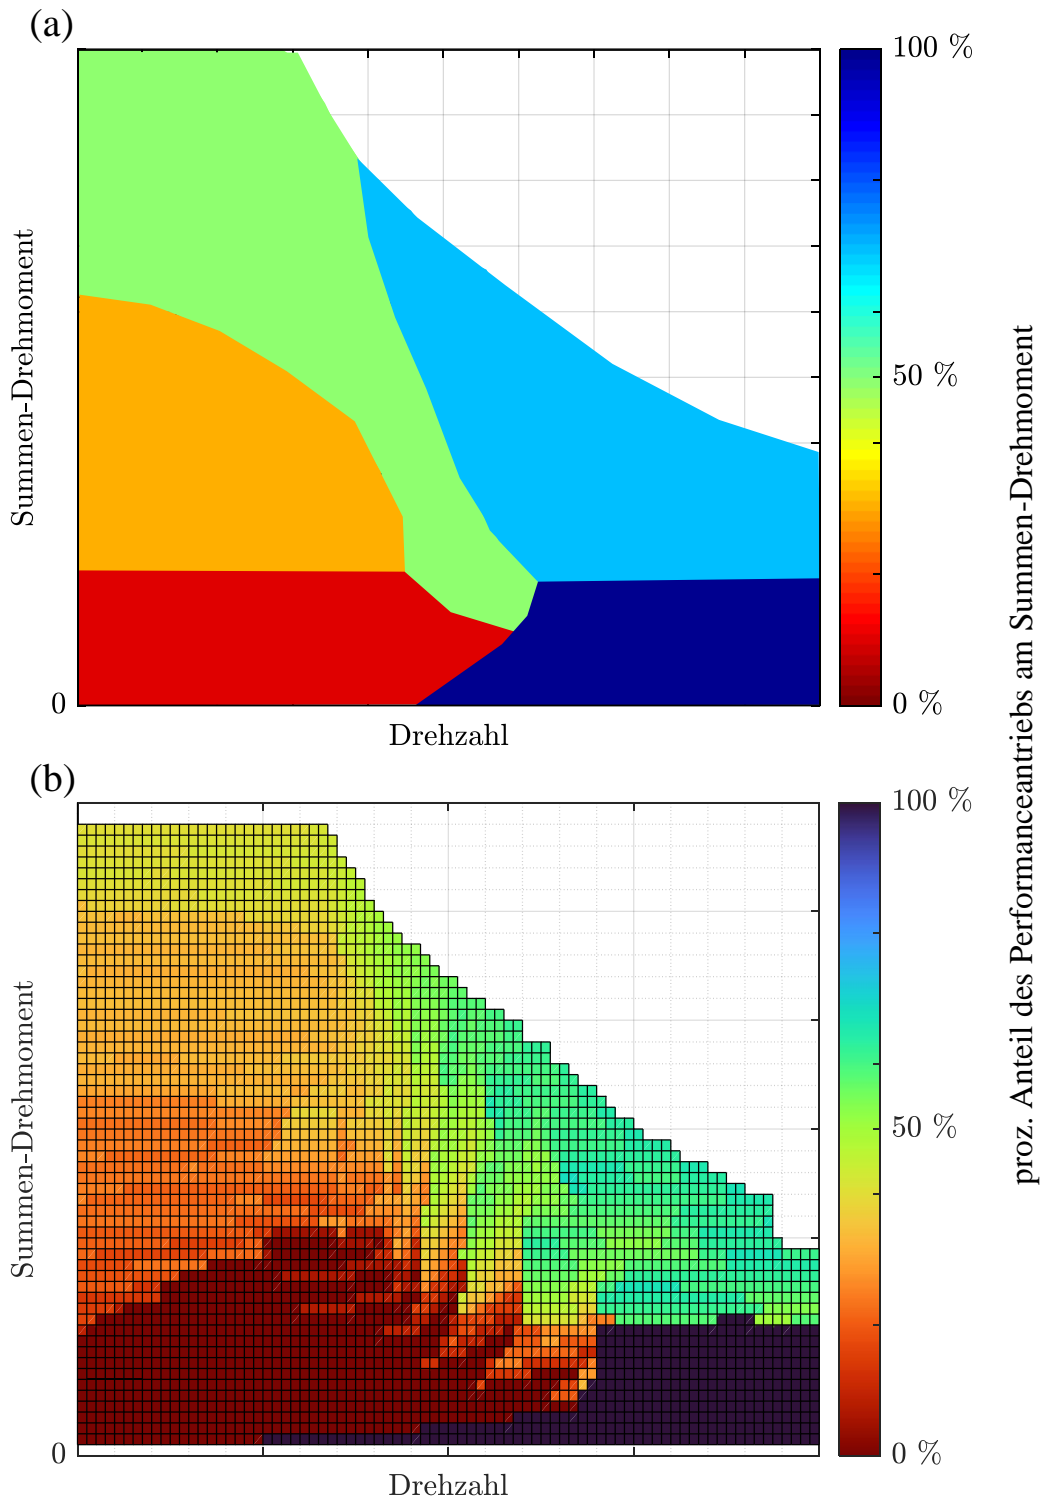 (a)
100 %
50 %
0 %
Summen-Drehmoment
0
Drehzahl
proz. Anteil des Performanceantriebs am Summen-Drehmoment
(b)
100 %
50 %
0 %
Summen-Drehmoment
0
Drehzahl